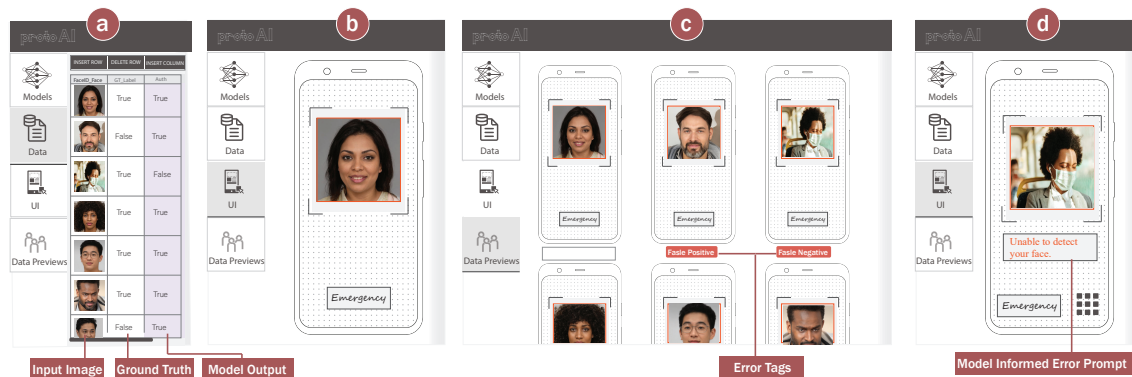 a
b
c
d
proto AI
proto AI
proto AI
proto AI
Models
Data
UI
Data Previews
INSERT ROW
DELETE ROW
INSERT COLUMN
FaceID_Face
GT_Label
Auth
True
True
False
True
True
False
True
True
True
True
True
True
False
True
Input Image
Ground Truth
Model Output
Models
Data
UI
Data Previews
Emergency
Models
Data
UI
Data Previews
Emergency
Emergency
Emergency
Fasle Positive
Fasle Negative
Error Tags
Models
Data
UI
Data Previews
Unable to detect
your face.
Emergency
Model Informed Error Prompt